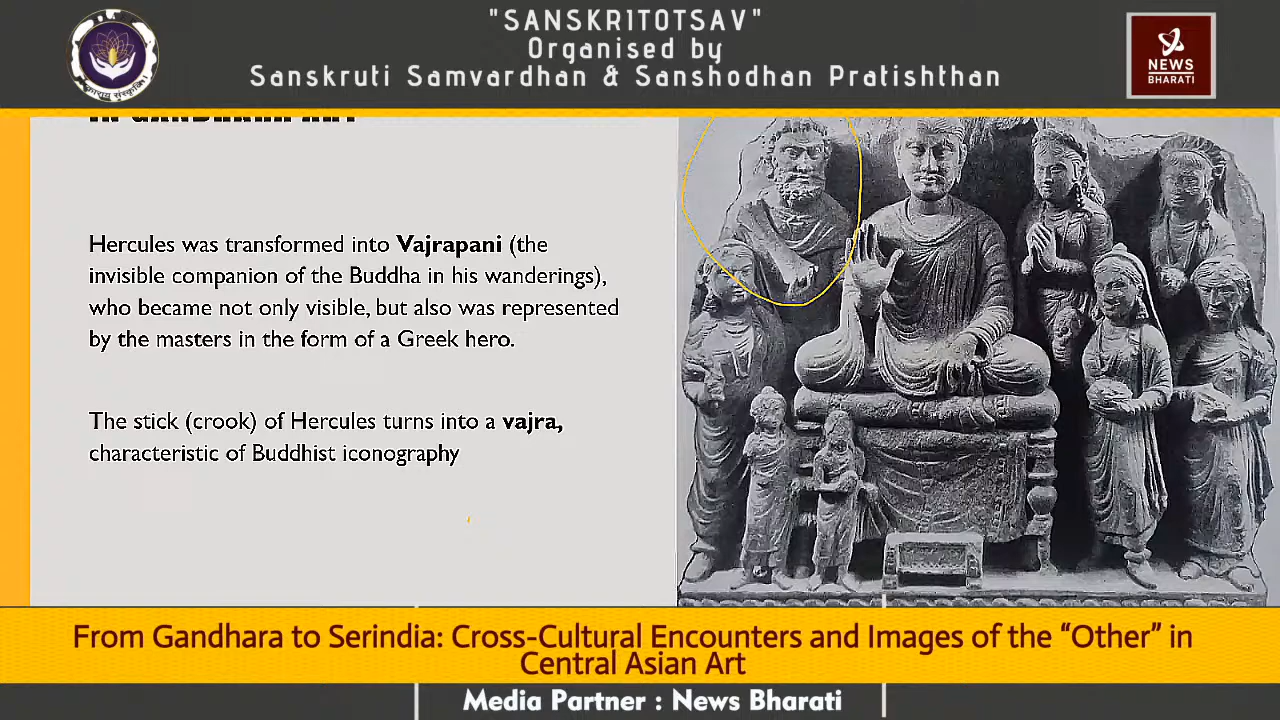 "SANSKRITOTSAV"
Organised by
Sanskruti Samvardhan & Sanshodhan Pratishthan
NEWS
BHARATI
IN GANDHARAN ART
Hercules was transformed into Vajrapani (the
invisible companion of the Buddha in his wanderings),
who became not only visible, but also was represented
by the masters in the form of a Greek hero.
The stick (crook) of Hercules turns into a vajra,
characteristic of Buddhist iconography
From Gandhara to Serindia: Cross-Cultural Encounters and Images of the “Other” in
Central Asian Art
Media Partner : News Bharati